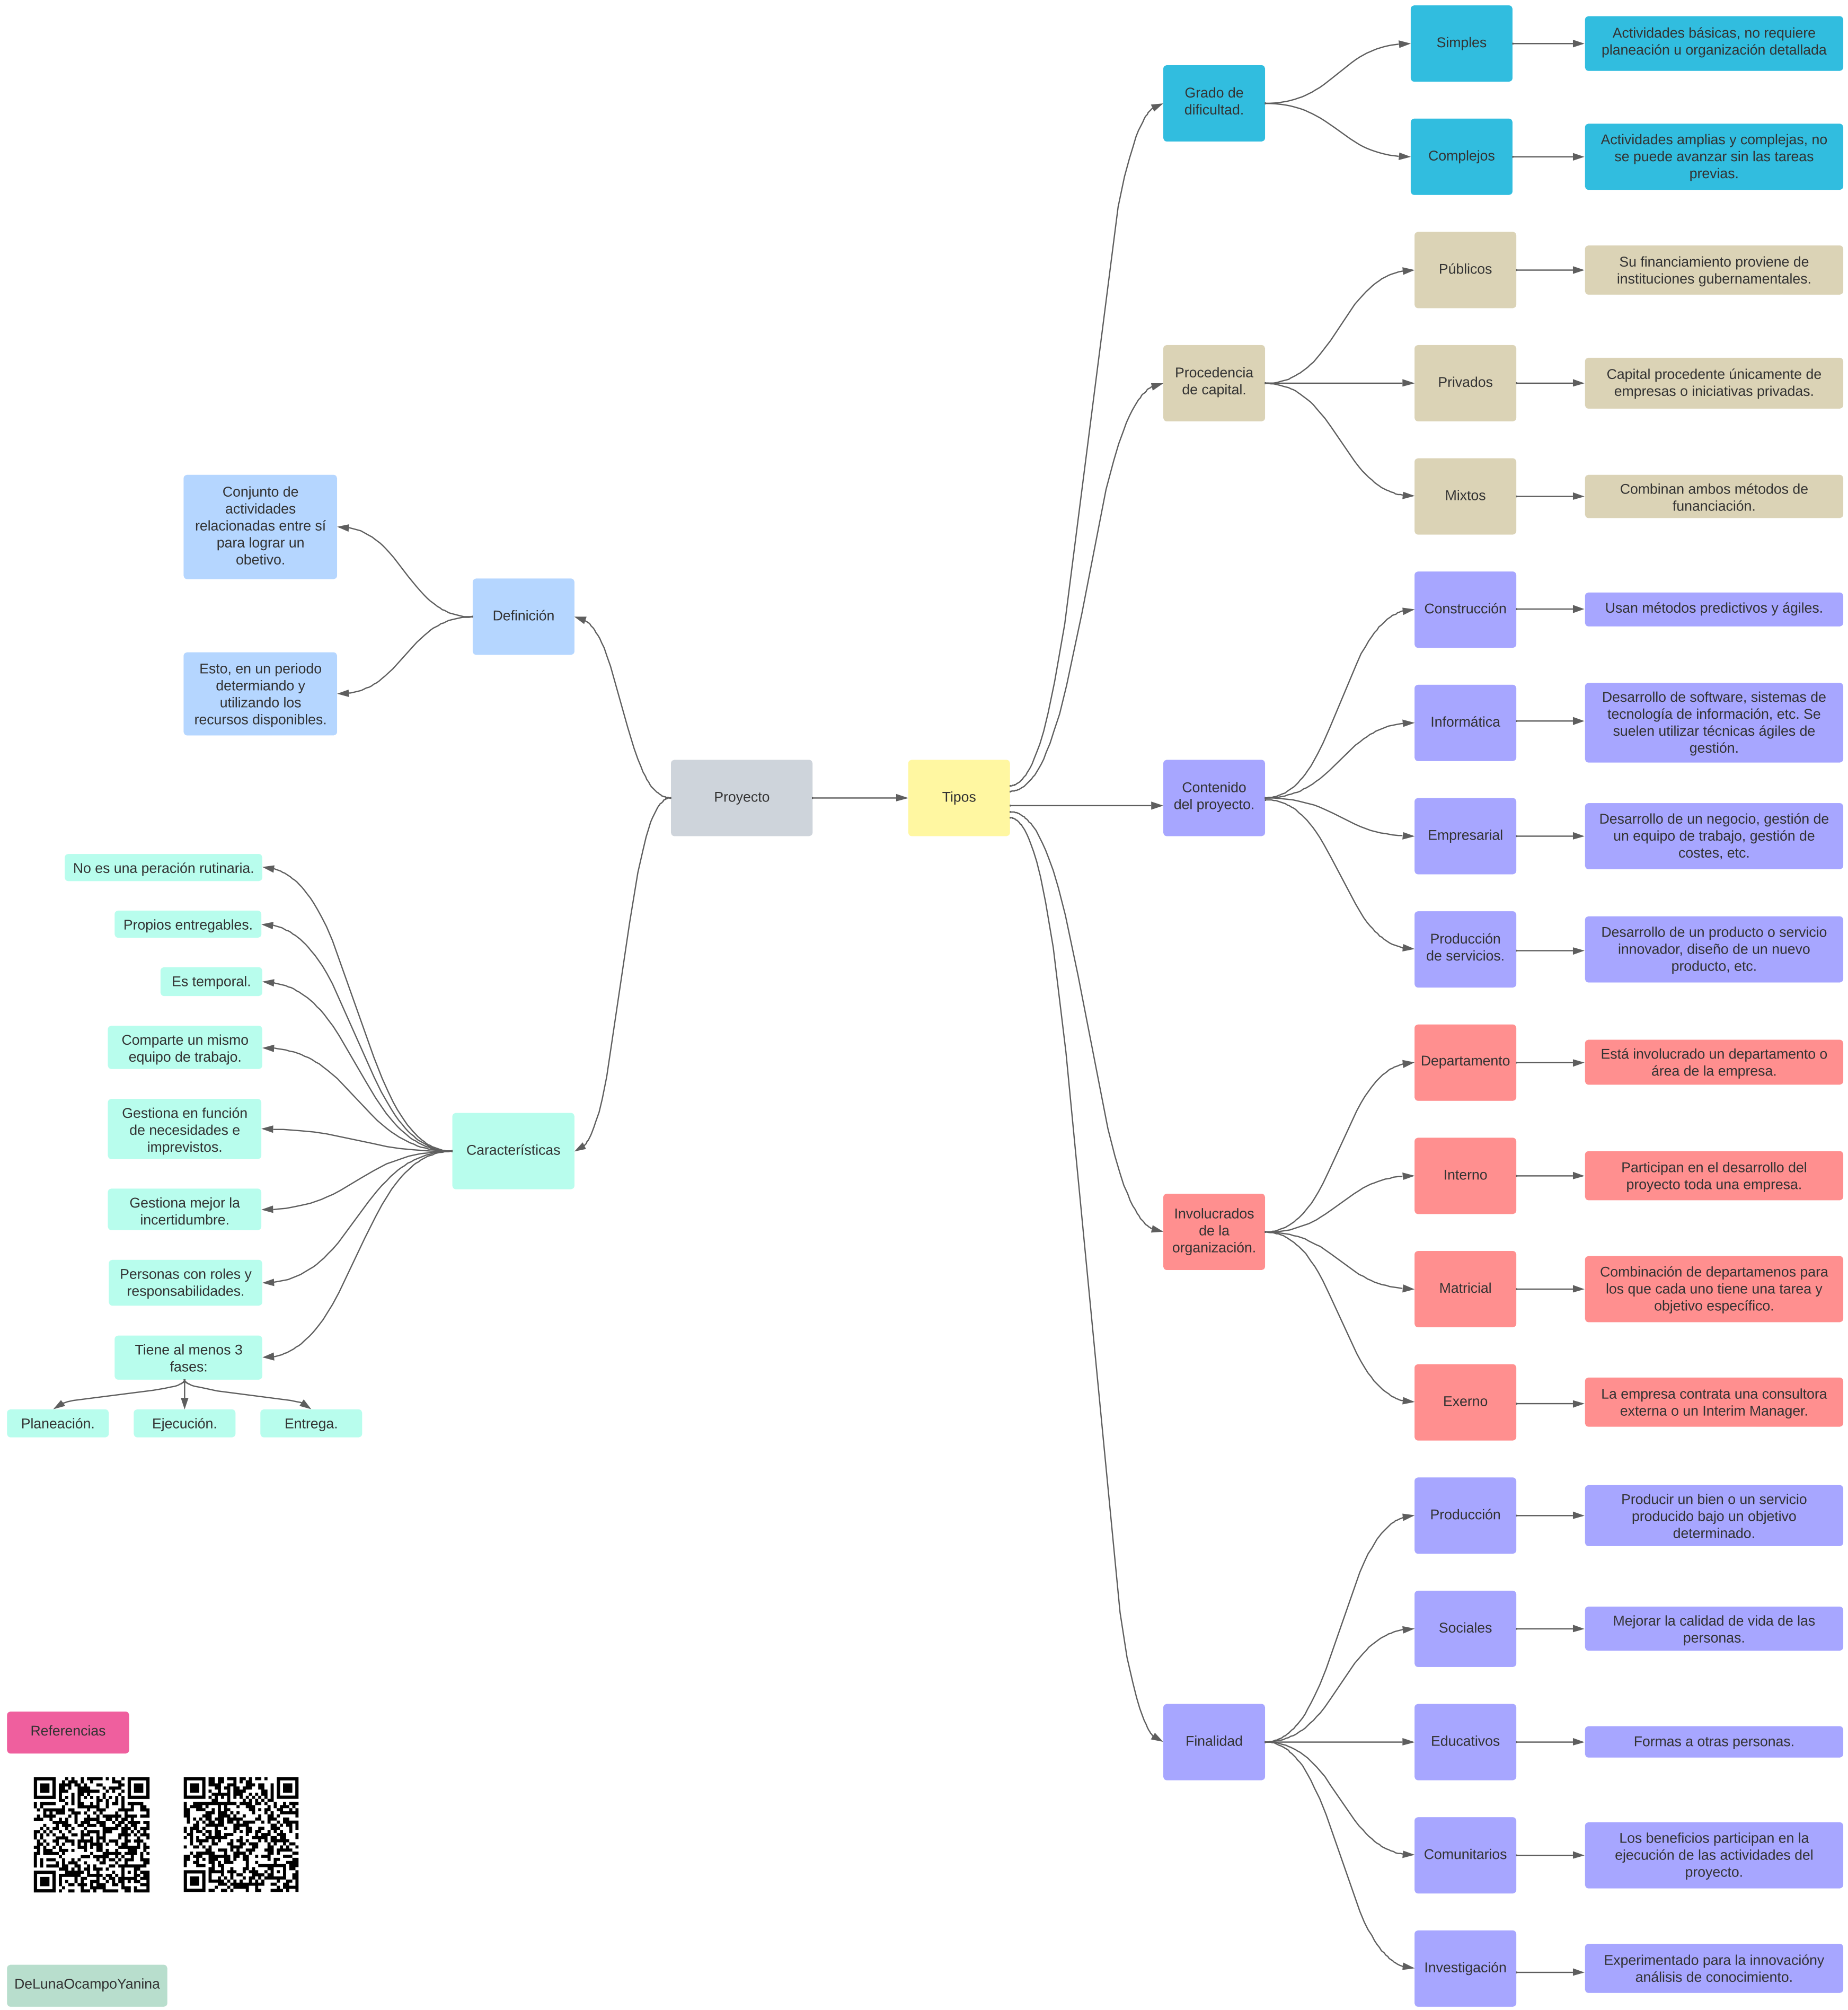 Simples
Actividades básicas, no requiere
planeación u organización detallada
Grado de
dificultad.
Complejos
Actividades amplias y complejas, no
se puede avanzar sin las tareas
previas.
Públicos
Su financiamiento proviene de
instituciones gubernamentales.
Procedencia
de capital.
Privados
Capital procedente únicamente de
empresas o iniciativas privadas.
Mixtos
Combinan ambos métodos de
funanciación.
Conjunto de
actividades
relacionadas entre sí
para lograr un
obetivo.
Definición
Esto, en un periodo
determiando y
utilizando los
recursos disponibles.
Construcción
Usan métodos predictivos y ágiles.
Informática
Desarrollo de software, sistemas de
tecnología de información, etc. Se
suelen utilizar técnicas ágiles de
gestión.
Proyecto
Tipos
Contenido
del proyecto.
Empresarial
Desarrollo de un negocio, gestión de
un equipo de trabajo, gestión de
costes, etc.
Producción
de servicios.
Desarrollo de un producto o servicio
innovador, diseño de un nuevo
producto, etc.
No es una peración rutinaria.
Propios entregables.
Es temporal.
Comparte un mismo
equipo de trabajo.
Gestiona en función
de necesidades e
imprevistos.
Características
Gestiona mejor la
incertidumbre.
Personas con roles y
responsabilidades.
Tiene al menos 3
fases:
Planeación.
Ejecución.
Entrega.
Departamento
Está involucrado un departamento o
área de la empresa.
Interno
Participan en el desarrollo del
proyecto toda una empresa.
Involucrados
de la
organización.
Matricial
Combinación de departamenos para
los que cada uno tiene una tarea y
objetivo específico.
Exerno
La empresa contrata una consultora
externa o un Interim Manager.
Producción
Producir un bien o un servicio
producido bajo un objetivo
determinado.
Sociales
Mejorar la calidad de vida de las
personas.
Finalidad
Educativos
Formas a otras personas.
Comunitarios
Los beneficios participan en la
ejecución de las actividades del
proyecto.
Investigación
Experimentado para la innovacióny
análisis de conocimiento.
Referencias
DeLunaOcampoYanina